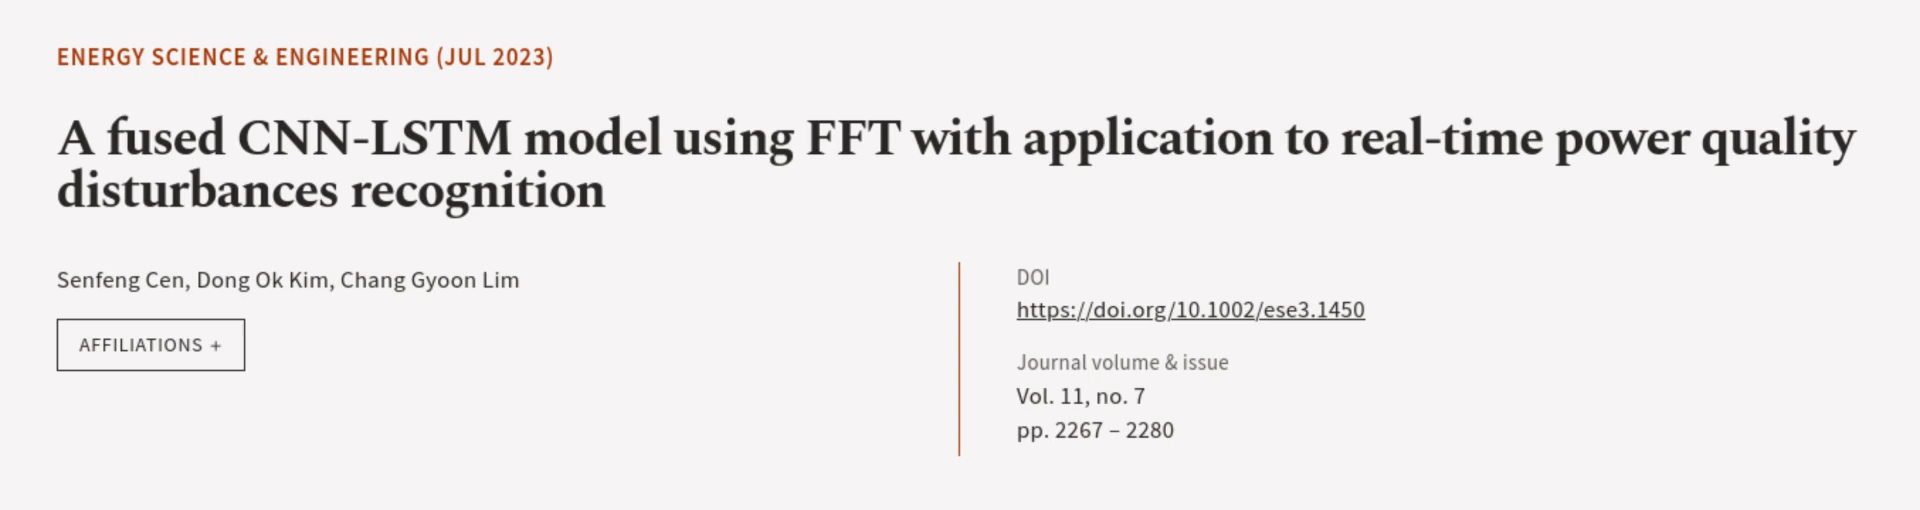 ENERGY SCIENCE & ENGINEERING (JUL 2023)
A fused CNN-LSTM model using FFT with application to real-time power quality
disturbances recognition
Senfeng Cen, Dong Ok Kim, Chang Gyoon Lim
AFFILIATIONS +
DOI
https://doi.org/10.1002/ese3.1450
Journal volume & issue
Vol. 11, no. 7
pp. 2267 – 2280